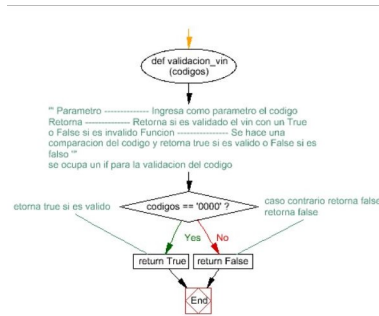 def validacion_vin
(codigos)
''' Parametro -------------- Ingresa como parametro el codigo
Retorna -------------- Retorna si es validado el vin con un True
o False si es invalido Funcion ---------------- Se hace una
comparacion del codigo y retorna true si es valido o False si es
falso '''
se ocupan un if para la validacion del codigo
etorna true si es valido
codigos == '0000' ?
caso contrario retorna false
retorna false
Yes
No
return True
return False
End